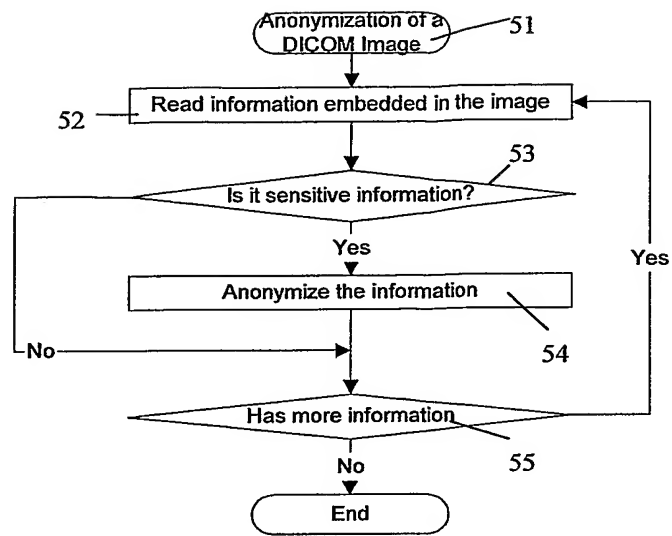 Anonymization of a
DICOM Image
51
Read information embedded in the image
52
53
Is it sensitive information?
Yes
Yes
Anonymize the information
54
No
Has more information
55
No
End